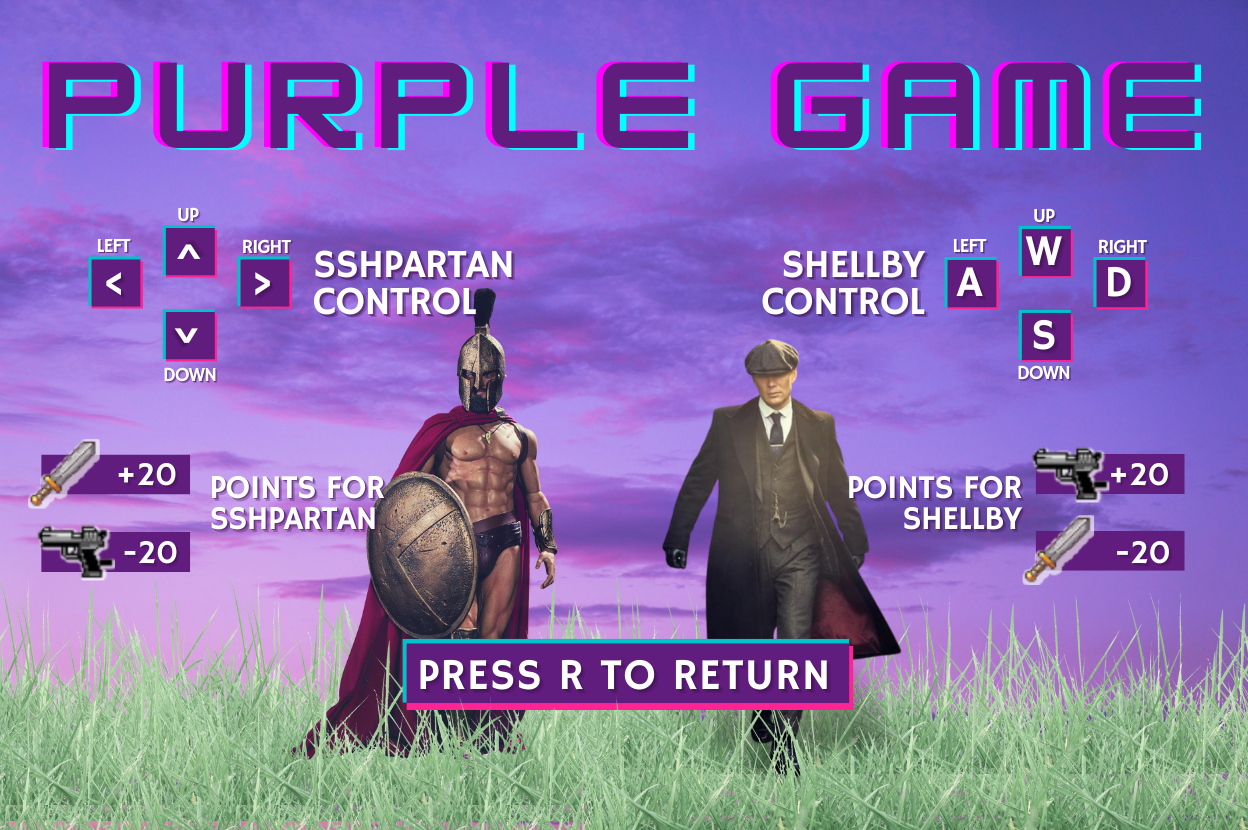 PURPLE GAME
UP
LEFT
RIGHT
^
<
>
v
DOWN
SSHPARTAN
CONTROL
SHELLBY
CONTROL
UP
LEFT
RIGHT
W
A
D
S
DOWN
+20
-20
POINTS FOR
SSHPARTAN
POINTS FOR
SHELLBY
+20
-20
PRESS R TO RETURN